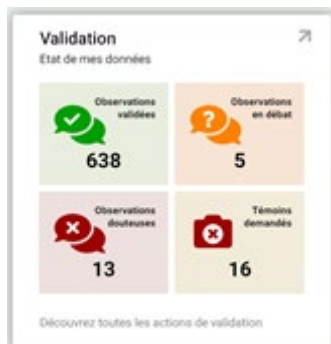 Validation
Etat de mes données
Observations
validées
638
Observations
en débat
5
Observations
douteuses
13
Témoins
demandés
16
Découvrez toutes les actions de validation